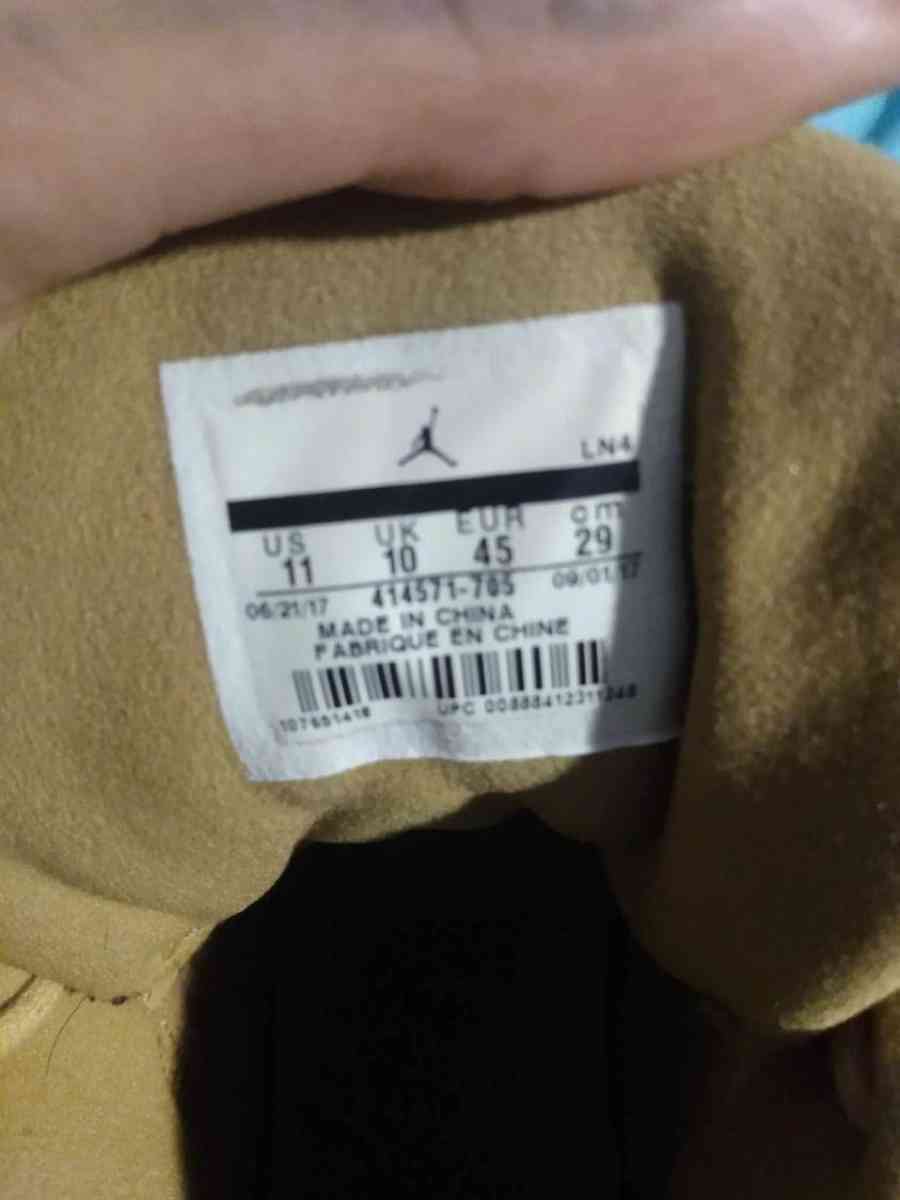 LN4
US UK EUR cm
11 10 45 29
06/21/17 414571-705 09/01/17
MADE IN CHINA
FABRIQUE EN CHINE
UPC